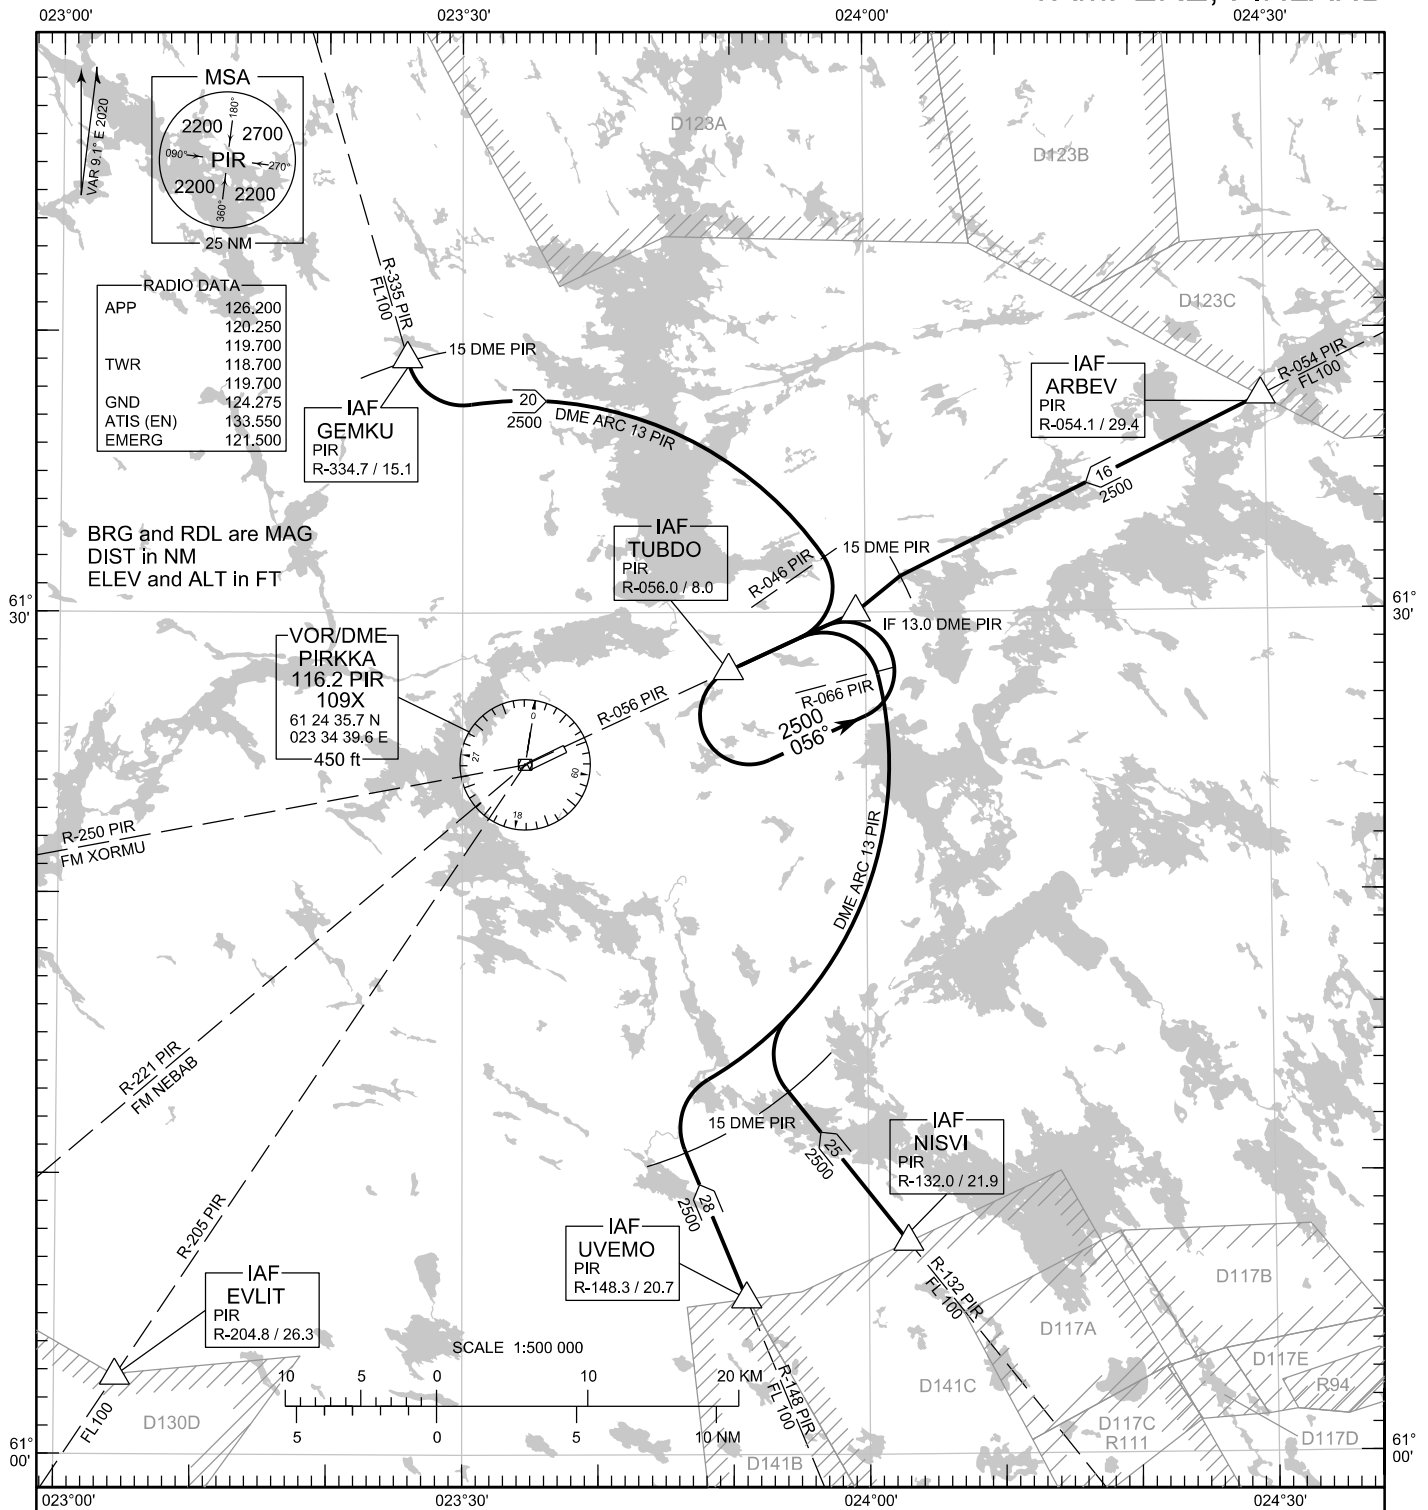 023°00'
023°30'
024°00'
024°30'
VAR 9.1° E 2020
MSA
180°
2200
2700
090°
PIR
270°
2200
2200
360°
25 NM
D123A
D123B
D123C
RADIO DATA
APP 126.200
120.250
119.700
TWR 118.700
119.700
GND 124.275
ATIS (EN) 133.550
EMERG 121.500
R-335 PIR
FL100
15 DME PIR
IAF
GEMKU
PIR
R-334.7 / 15.1
20
2500
DME ARC 13 PIR
IAF
ARBEV
PIR
R-054.1 / 29.4
R-054 PIR
FL100
16
2500
BRG and RDL are MAG
DIST in NM
ELEV and ALT in FT
IAF
TUBDO
PIR
R-056.0 / 8.0
R-046 PIR
15 DME PIR
61°
30'
61°
30'
IF 13.0 DME PIR
VOR/DME
PIRKKA
116.2 PIR
109X
61 24 35.7 N
023 34 39.6 E
450 ft
0
27
09
18
R-056 PIR
R-066 PIR
2500
056°
R-250 PIR
FM XORMU
DME ARC 13 PIR
R-221 PIR
FM NEBAB
15 DME PIR
25
2500
IAF
NISVI
PIR
R-132.0 / 21.9
R-205 PIR
28
2500
IAF
UVEMO
PIR
R-148.3 / 20.7
R-132 PIR
FL 100
D117B
IAF
EVLIT
PIR
R-204.8 / 26.3
D117A
SCALE 1:500 000
D117E
10 5 0 10 20 KM
R-148 PIR
FL 100
D141C
R94
FL100
D130D
D117C
R111
D117D
5 0 5 10 NM
D141B
61°
00'
61°
00'
023°00'
023°30'
024°00'
024°30'